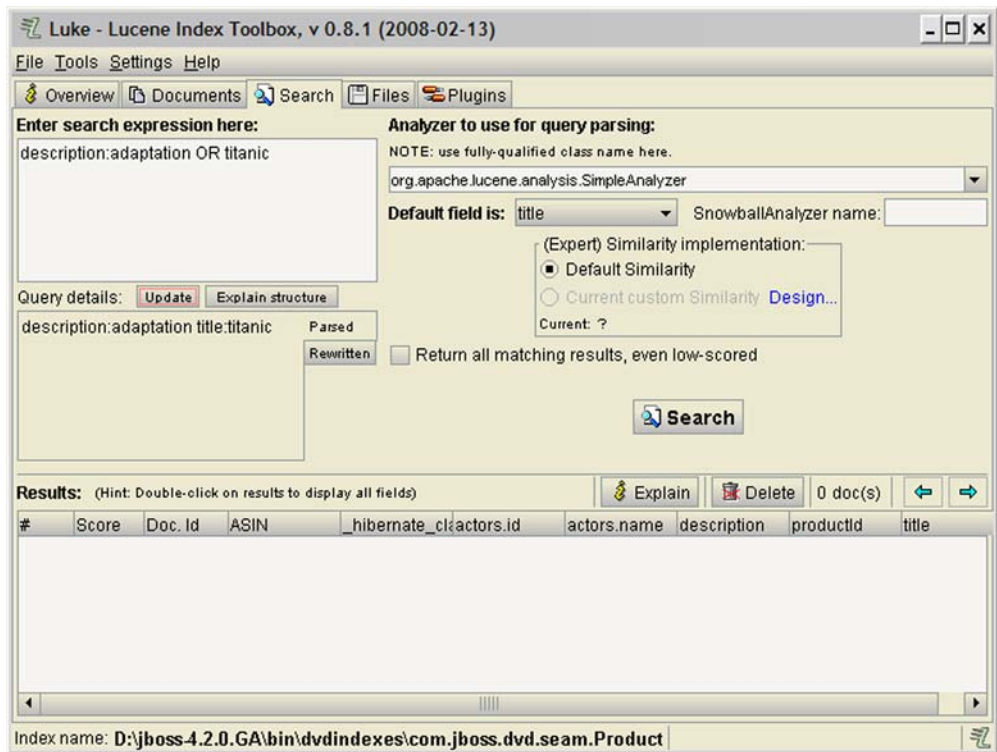 Luke - Lucene Index Toolbox, v 0.8.1 (2008-02-13)
File Tools Settings Help
Overview Documents Search Files Plugins
Enter search expression here:
description:adaptation OR titanic
Analyzer to use for query parsing:
NOTE: use fully-qualified class name here.
org.apache.lucene.analysis.SimpleAnalyzer
Default field is: title SnowballAnalyzer name:
(Expert) Similarity implementation:
Default Similarity
Current custom Similarity Design...
Current: ?
Query details: Update Explain structure
description:adaptation title:titanic
Parsed
Rewritten
Return all matching results, even low-scored
Search
Results: (Hint: Double-click on results to display all fields) Explain Delete 0 doc(s)
# Score Doc. Id ASIN _hibernate_cla actors.id actors.name description productId title
Index name: D:\jboss-4.2.0.GA\bin\dvdindexes\com.jboss.dvd.seam.Product